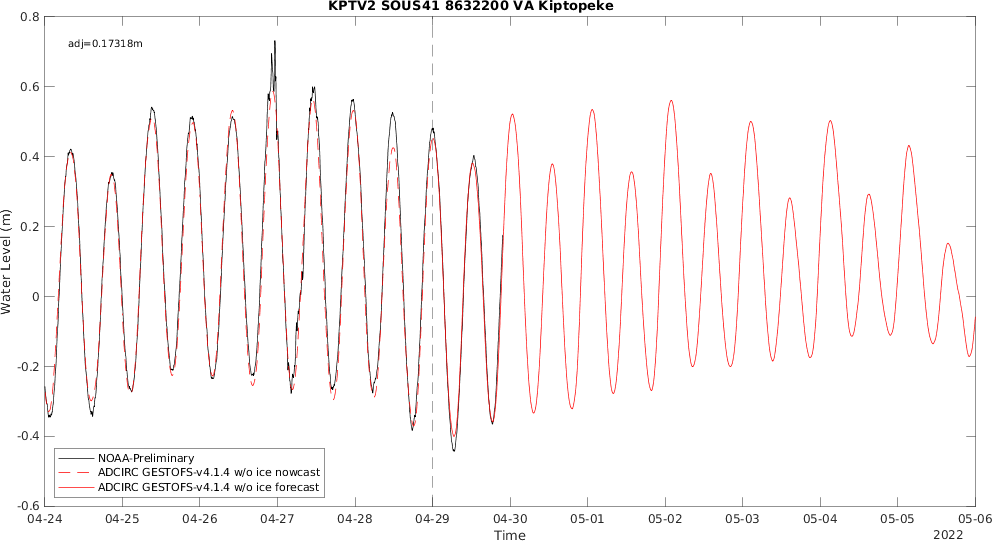 KPTV2 SOUS41 8632200 VA Kiptopeke
adj=0.17318m
0.8
0.6
0.4
0.2
0
-0.2
-0.4
-0.6
Water Level (m)
NOAA-Preliminary
ADCIRC GESTOFS-v4.1.4 w/o ice nowcast
ADCIRC GESTOFS-v4.1.4 w/o ice forecast
04-24 04-25 04-26 04-27 04-28 04-29 04-30 05-01 05-02 05-03 05-04 05-05 05-06
Time
2022